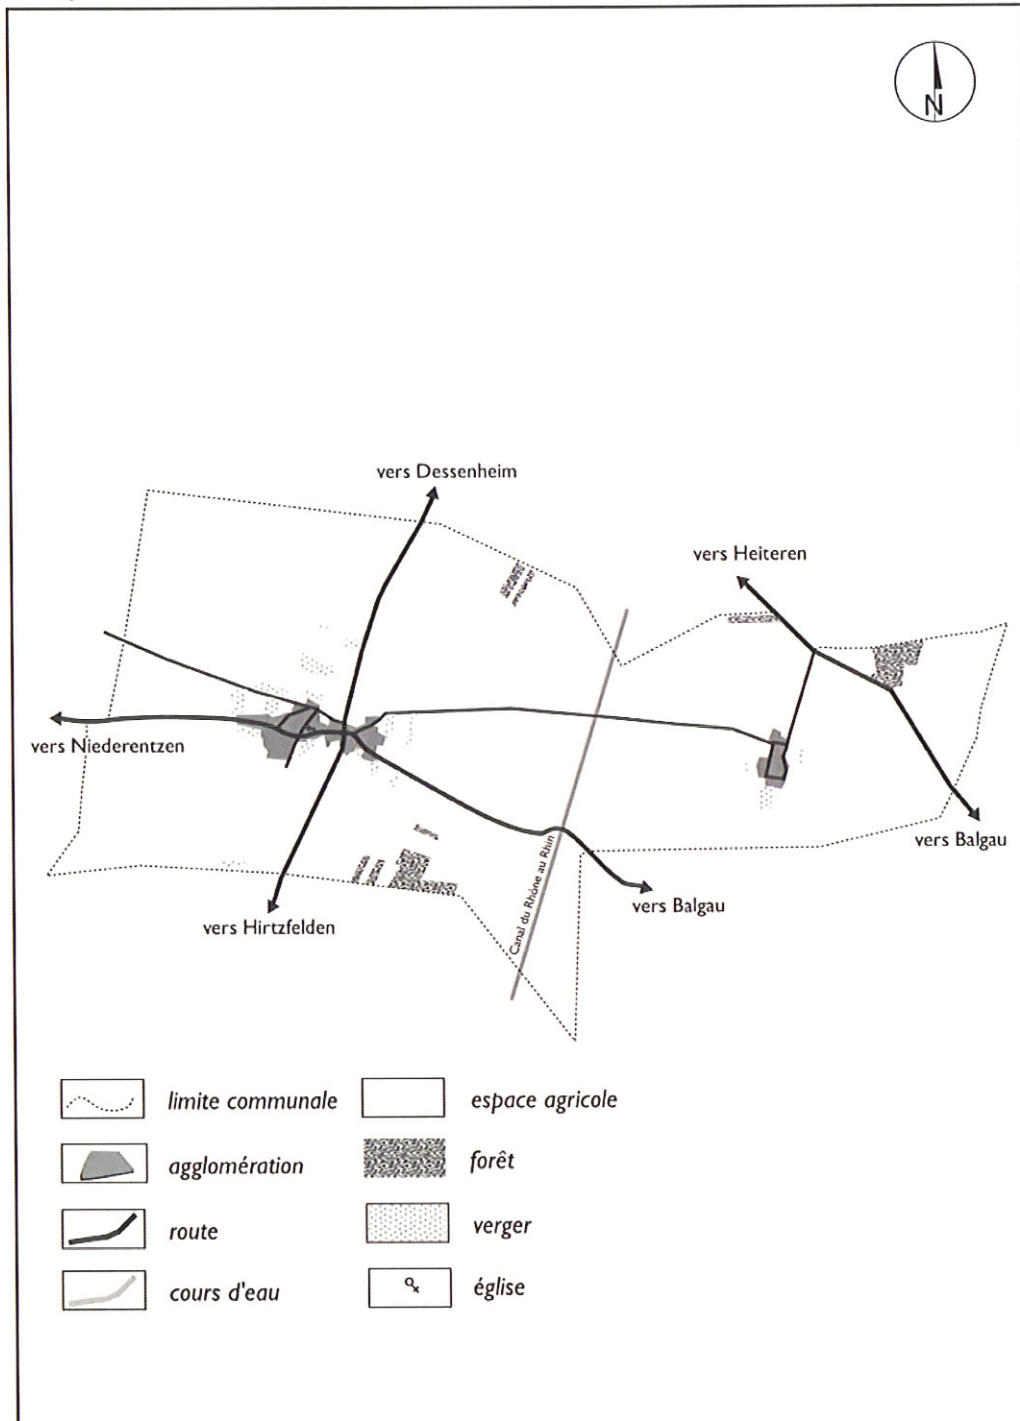 N
vers Dessenheim
vers Heiteren
vers Niederentzen
vers Balgau
vers Balgau
vers Hirtzfelden
Canal du Rhône au Rhin
limite communale
espace agricole
agglomération
forêt
route
verger
cours d'eau
église